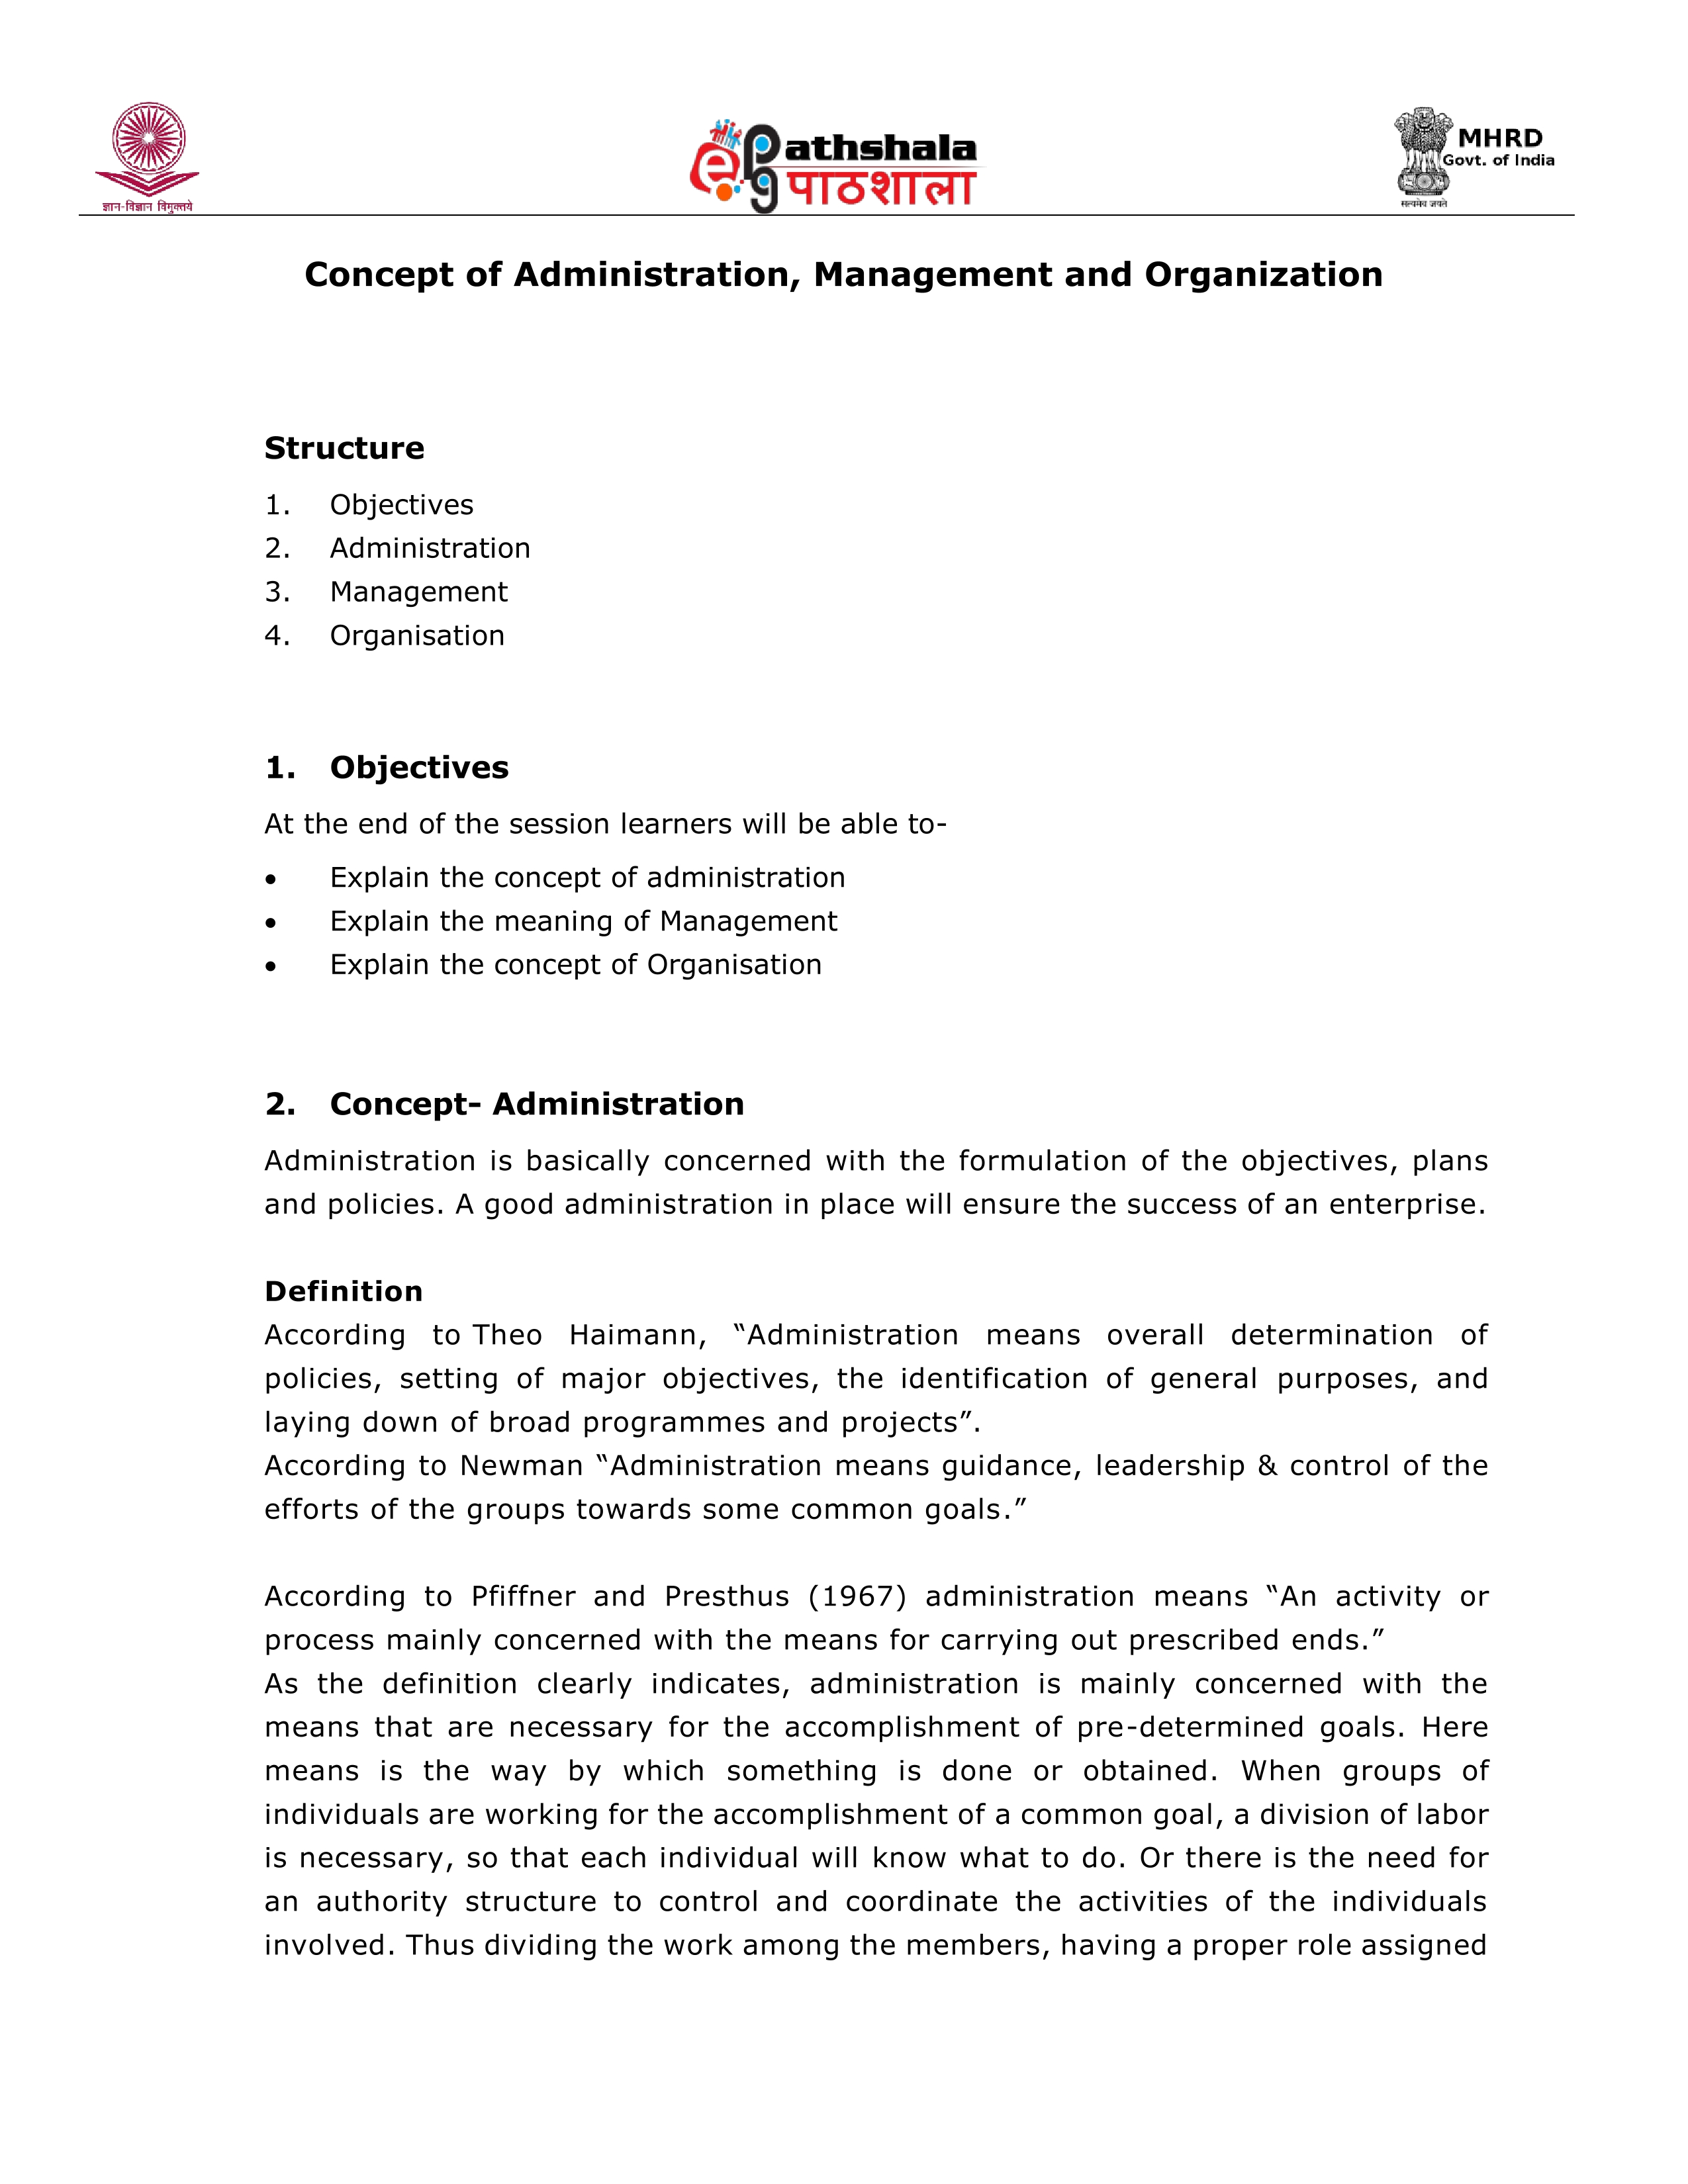 ज्ञान-विज्ञान विमुक्तये
ePathshala
पाठशाला
MHRD
Govt. of India
सत्यमेव जयते
Concept of Administration, Management and Organization
Structure
1. Objectives
2. Administration
3. Management
4. Organisation
1. Objectives
At the end of the session learners will be able to-
• Explain the concept of administration
• Explain the meaning of Management
• Explain the concept of Organisation
2. Concept- Administration
Administration is basically concerned with the formulation of the objectives, plans
and policies. A good administration in place will ensure the success of an enterprise.
Definition
According to Theo Haimann, “Administration means overall determination of
policies, setting of major objectives, the identification of general purposes, and
laying down of broad programmes and projects”.
According to Newman “Administration means guidance, leadership & control of the
efforts of the groups towards some common goals.”
According to Pfiffner and Presthus (1967) administration means “An activity or
process mainly concerned with the means for carrying out prescribed ends.”
As the definition clearly indicates, administration is mainly concerned with the
means that are necessary for the accomplishment of pre-determined goals. Here
means is the way by which something is done or obtained. When groups of
individuals are working for the accomplishment of a common goal, a division of labor
is necessary, so that each individual will know what to do. Or there is the need for
an authority structure to control and coordinate the activities of the individuals
involved. Thus dividing the work among the members, having a proper role assigned